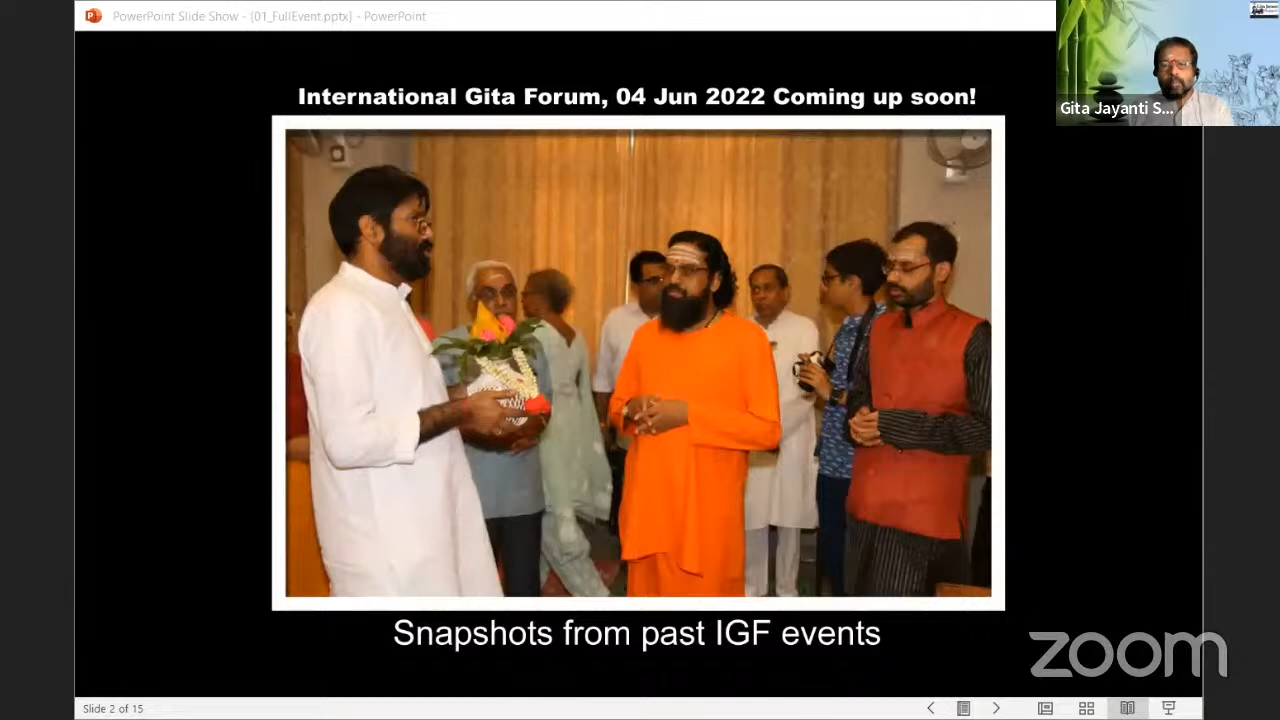 PowerPoint Slide Show - [01_FullEvent.pptx] - PowerPoint
International Gita Forum, 04 Jun 2022 Coming up soon!
Gita Jayanti S...
Snapshots from past IGF events
zoom
Slide 2 of 15